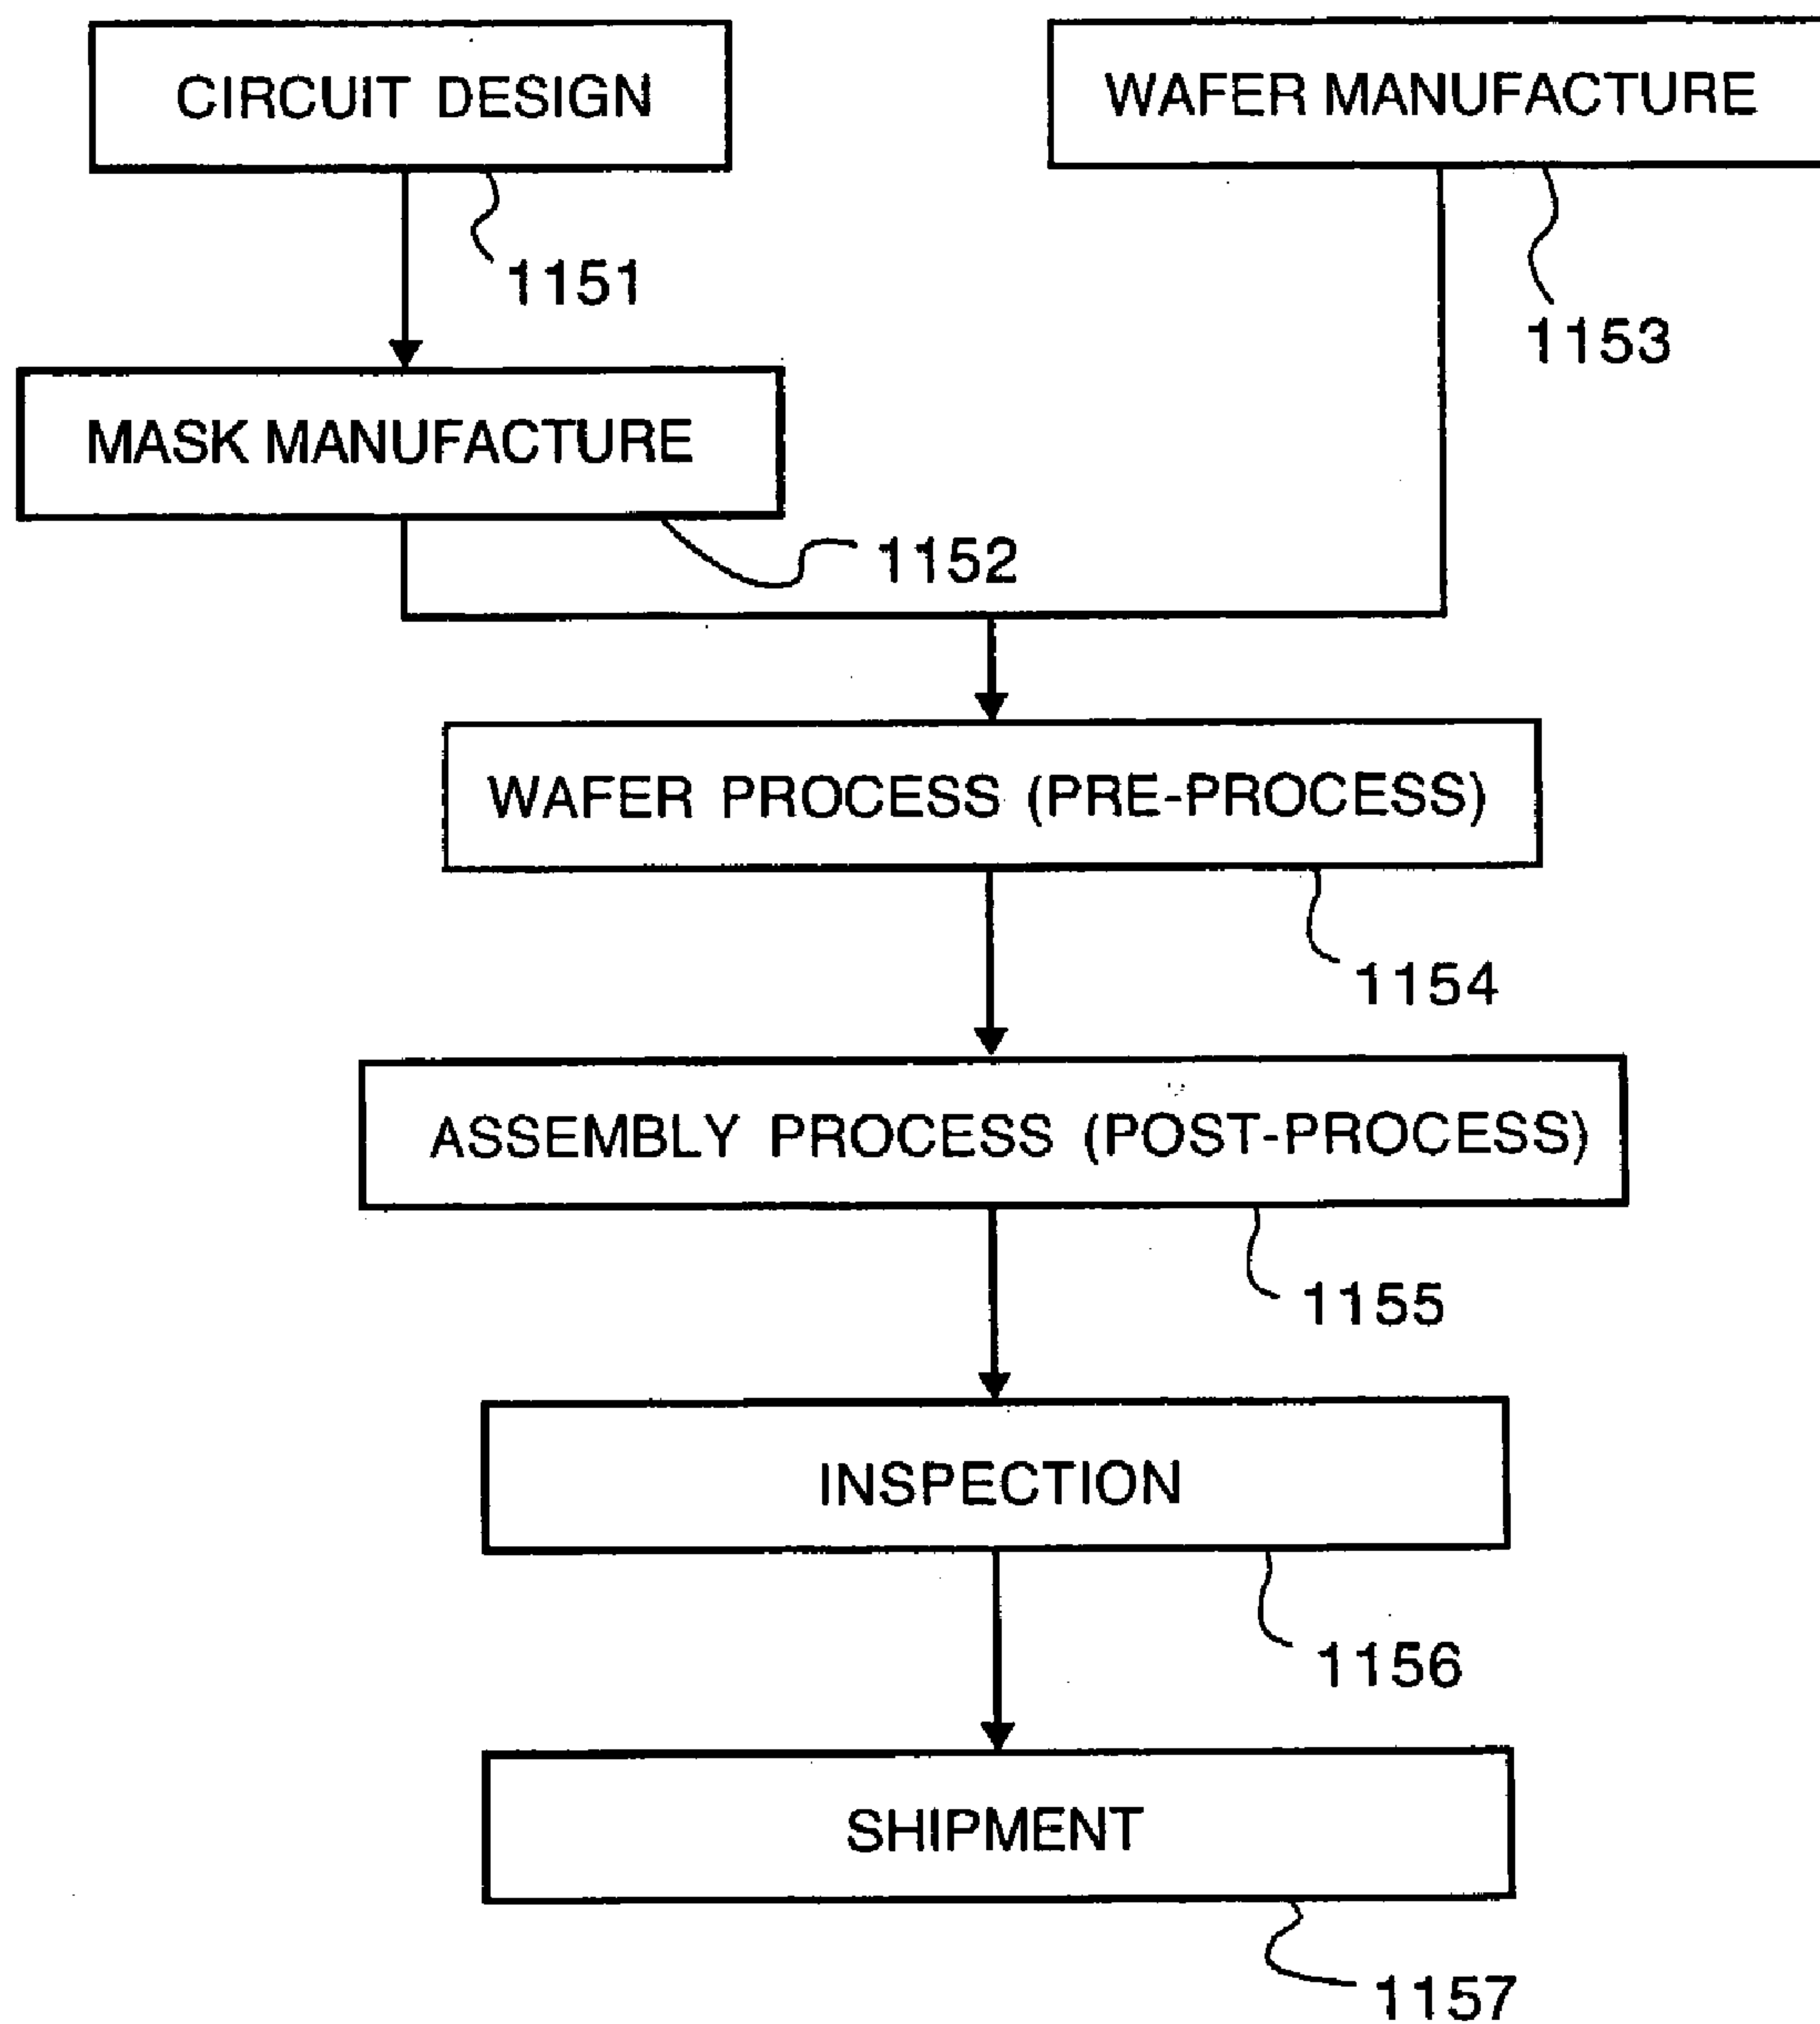 CIRCUIT DESIGN
WAFER MANUFACTURE
1151
1153
MASK MANUFACTURE
1152
WAFER PROCESS (PRE-PROCESS)
1154
ASSEMBLY PROCESS (POST-PROCESS)
1155
INSPECTION
1156
SHIPMENT
1157